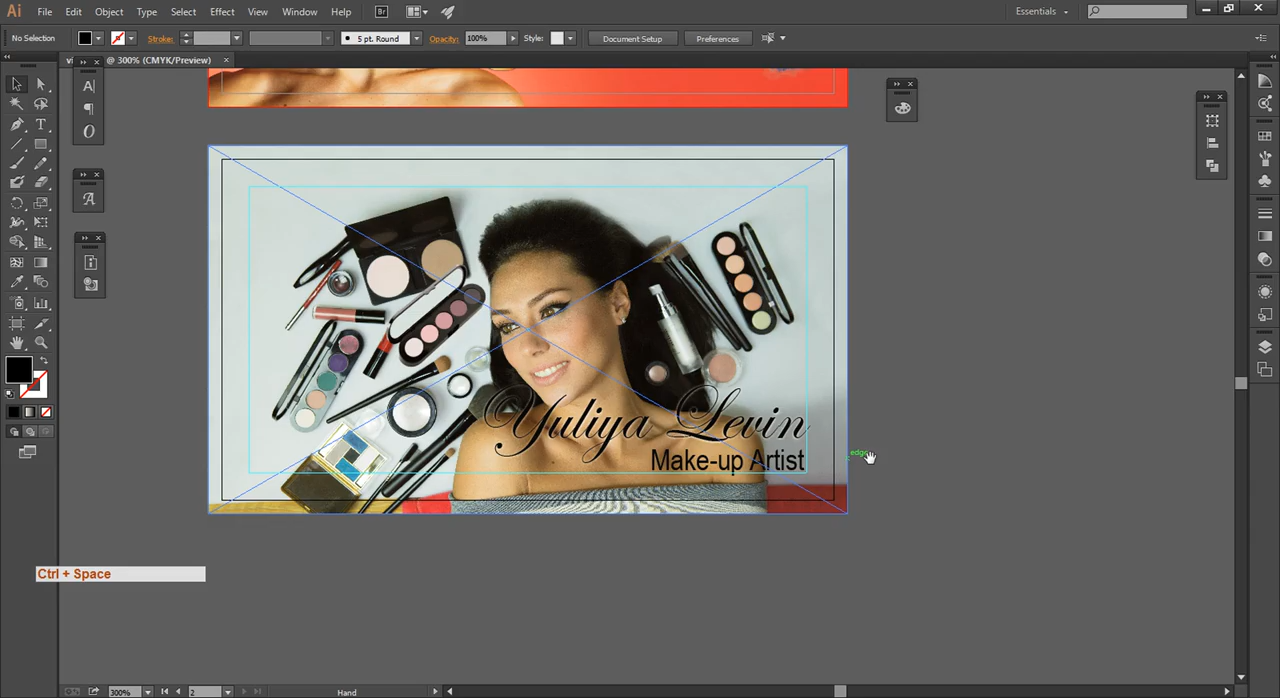 Ai File Edit Object Type Select Effect View Window Help Br Essentials
No Selection Stroke: 5 pt. Round Opacity: 100% Style: Document Setup Preferences
@ 300% (CMYK/Preview)
Yuliya Levin
Make-up Artist
edge
Ctrl + Space
300% 2 Hand